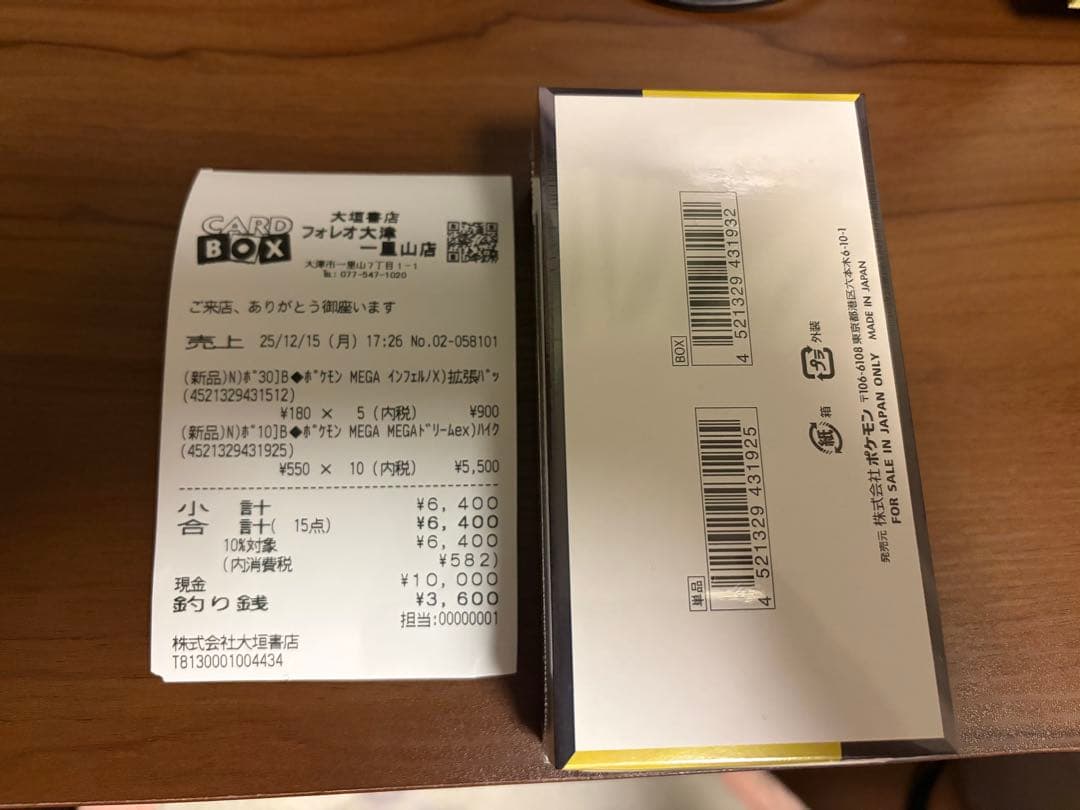 CARD BOX
大垣書店
フォレオ大津
一里山店
大津市一里山7丁目1-1
℡:077-547-1020
ご来店、ありがとう御座います
売上 25/12/15 (月) 17:26 No.02-058101
(新品)N)ﾎﾟ30]B◆ﾎﾟｹﾓﾝ MEGA ｲﾝﾌｪﾙﾉX)拡張ﾊﾟｯ
(4521329431512)
¥180 × 5 (内税) ¥900
(新品)N)ﾎﾟ10]B◆ﾎﾟｹﾓﾝ MEGA MEGAﾄﾞﾘｰﾑex)ﾊｲｸ
(4521329431925)
¥550 × 10 (内税) ¥5,500
小 計 ¥6,400
合 計( 15点) ¥6,400
10%対象 ¥6,400
(内消費税 ¥582)
現金 ¥10,000
釣り銭 ¥3,600
担当:00000001
株式会社大垣書店
T8130001004434
BOX
4 521329 431932
単品
4 521329 431925
プラ 外装
紙 箱
発売元 株式会社ポケモン 〒106-6108 東京都港区六本木6-10-1
FOR SALE IN JAPAN ONLY MADE IN JAPAN